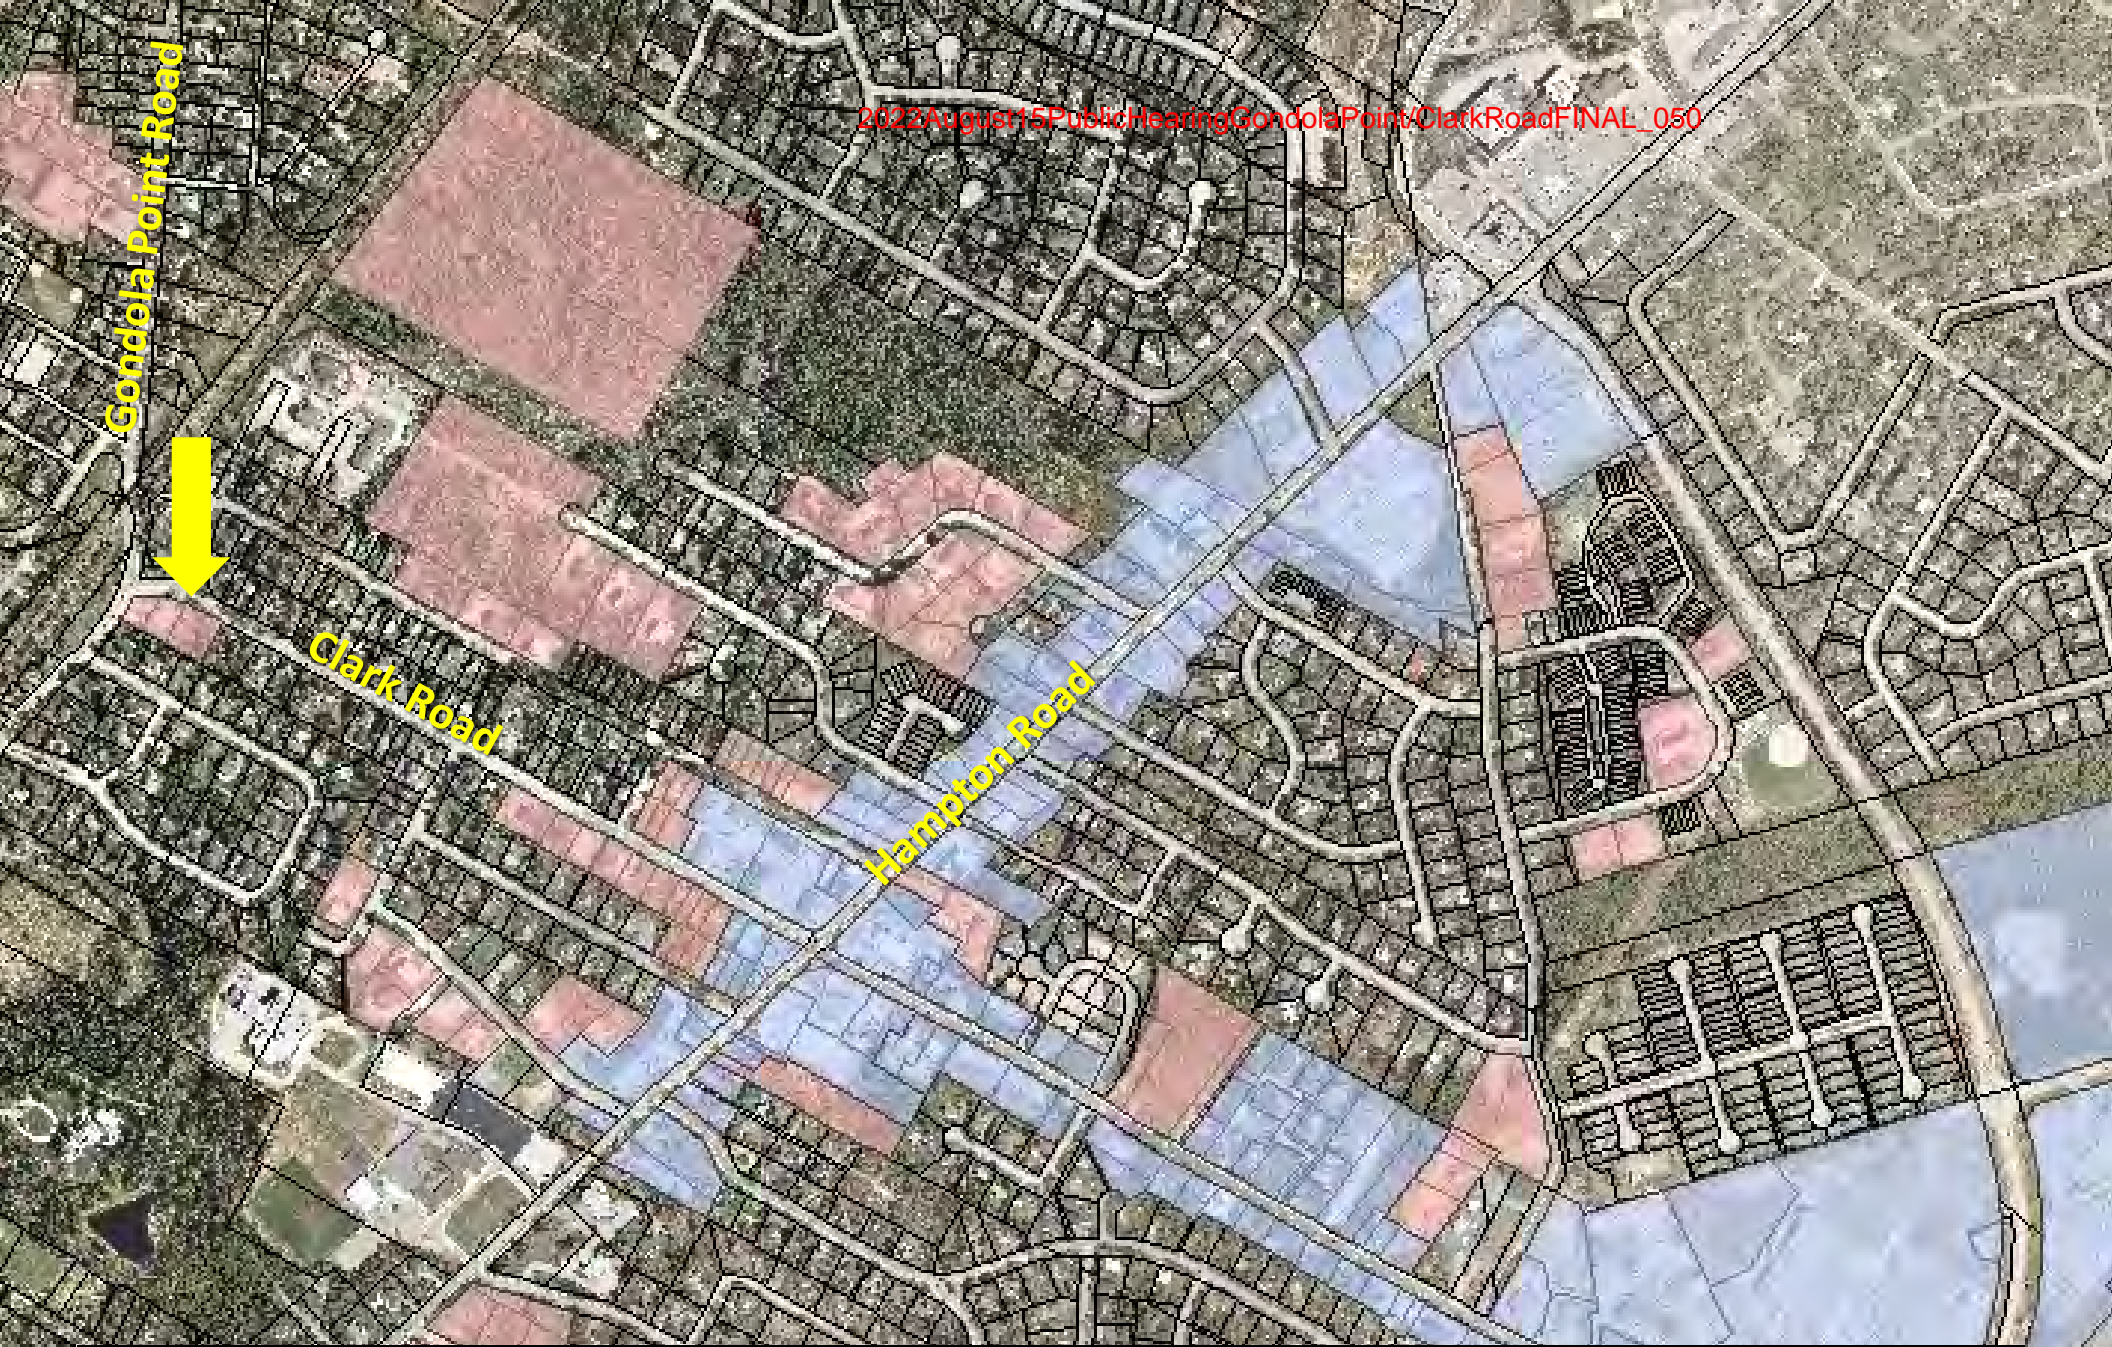 2022August15PublicHearingGondolaPoint/ClarkRoadFINAL_050
Gondola Point Road
Clark Road
Hampton Road